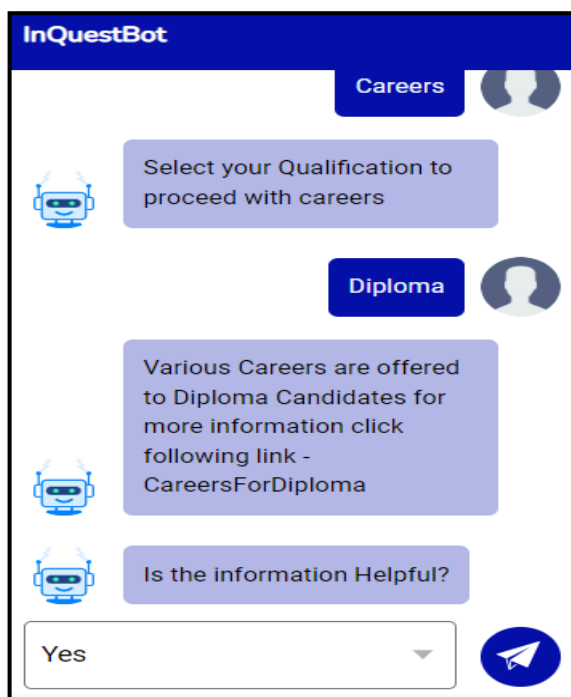 InQuestBot
Careers
Select your Qualification to
proceed with careers
Diploma
Various Careers are offered
to Diploma Candidates for
more information click
following link -
CareersForDiploma
Is the information Helpful?
Yes